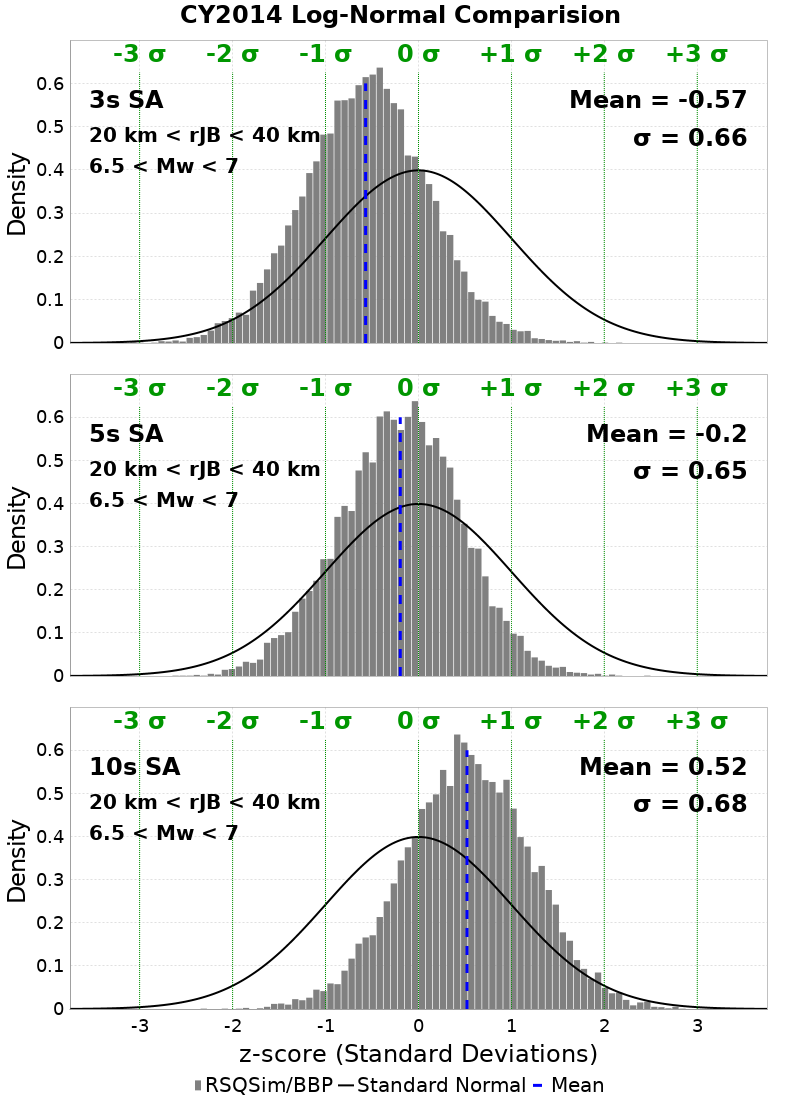 CY2014 Log-Normal Comparision
-3 σ -2 σ -1 σ 0 σ +1 σ +2 σ +3 σ
3s SA
20 km < rJB < 40 km
6.5 < Mw < 7
Mean = -0.57
σ = 0.66
Density
0.6
0.5
0.4
0.3
0.2
0.1
0
-3 σ -2 σ -1 σ 0 σ +1 σ +2 σ +3 σ
5s SA
20 km < rJB < 40 km
6.5 < Mw < 7
Mean = -0.2
σ = 0.65
Density
0.6
0.5
0.4
0.3
0.2
0.1
0
-3 σ -2 σ -1 σ 0 σ +1 σ +2 σ +3 σ
10s SA
20 km < rJB < 40 km
6.5 < Mw < 7
Mean = 0.52
σ = 0.68
Density
0.6
0.5
0.4
0.3
0.2
0.1
0
-3 -2 -1 0 1 2 3
z-score (Standard Deviations)
RSQSim/BBP Standard Normal Mean